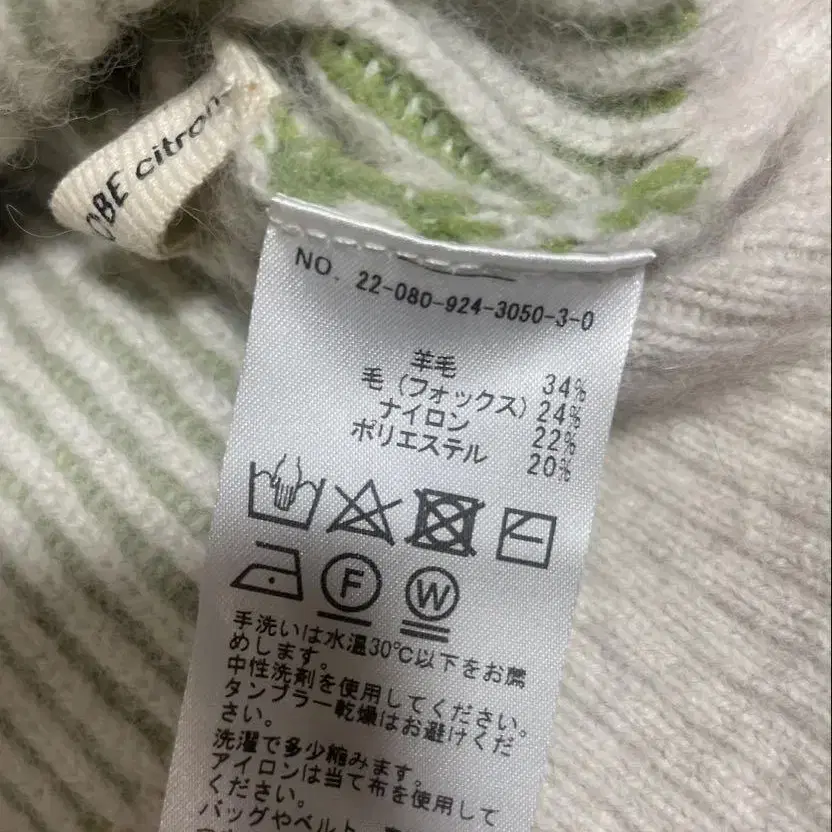 OBE citron
NO. 22-080-924-3050-3-0
羊毛 34%
毛(フォックス) 24%
ナイロン 22%
ポリエステル 20%
F W
手洗いは水温30℃以下をお薦
めします。
中性洗剤を使用してください。
タンブラー乾燥はお避けくだ
さい。
洗濯で多少縮みます。
アイロンは当て布を使用して
ください。
バッグやベルト